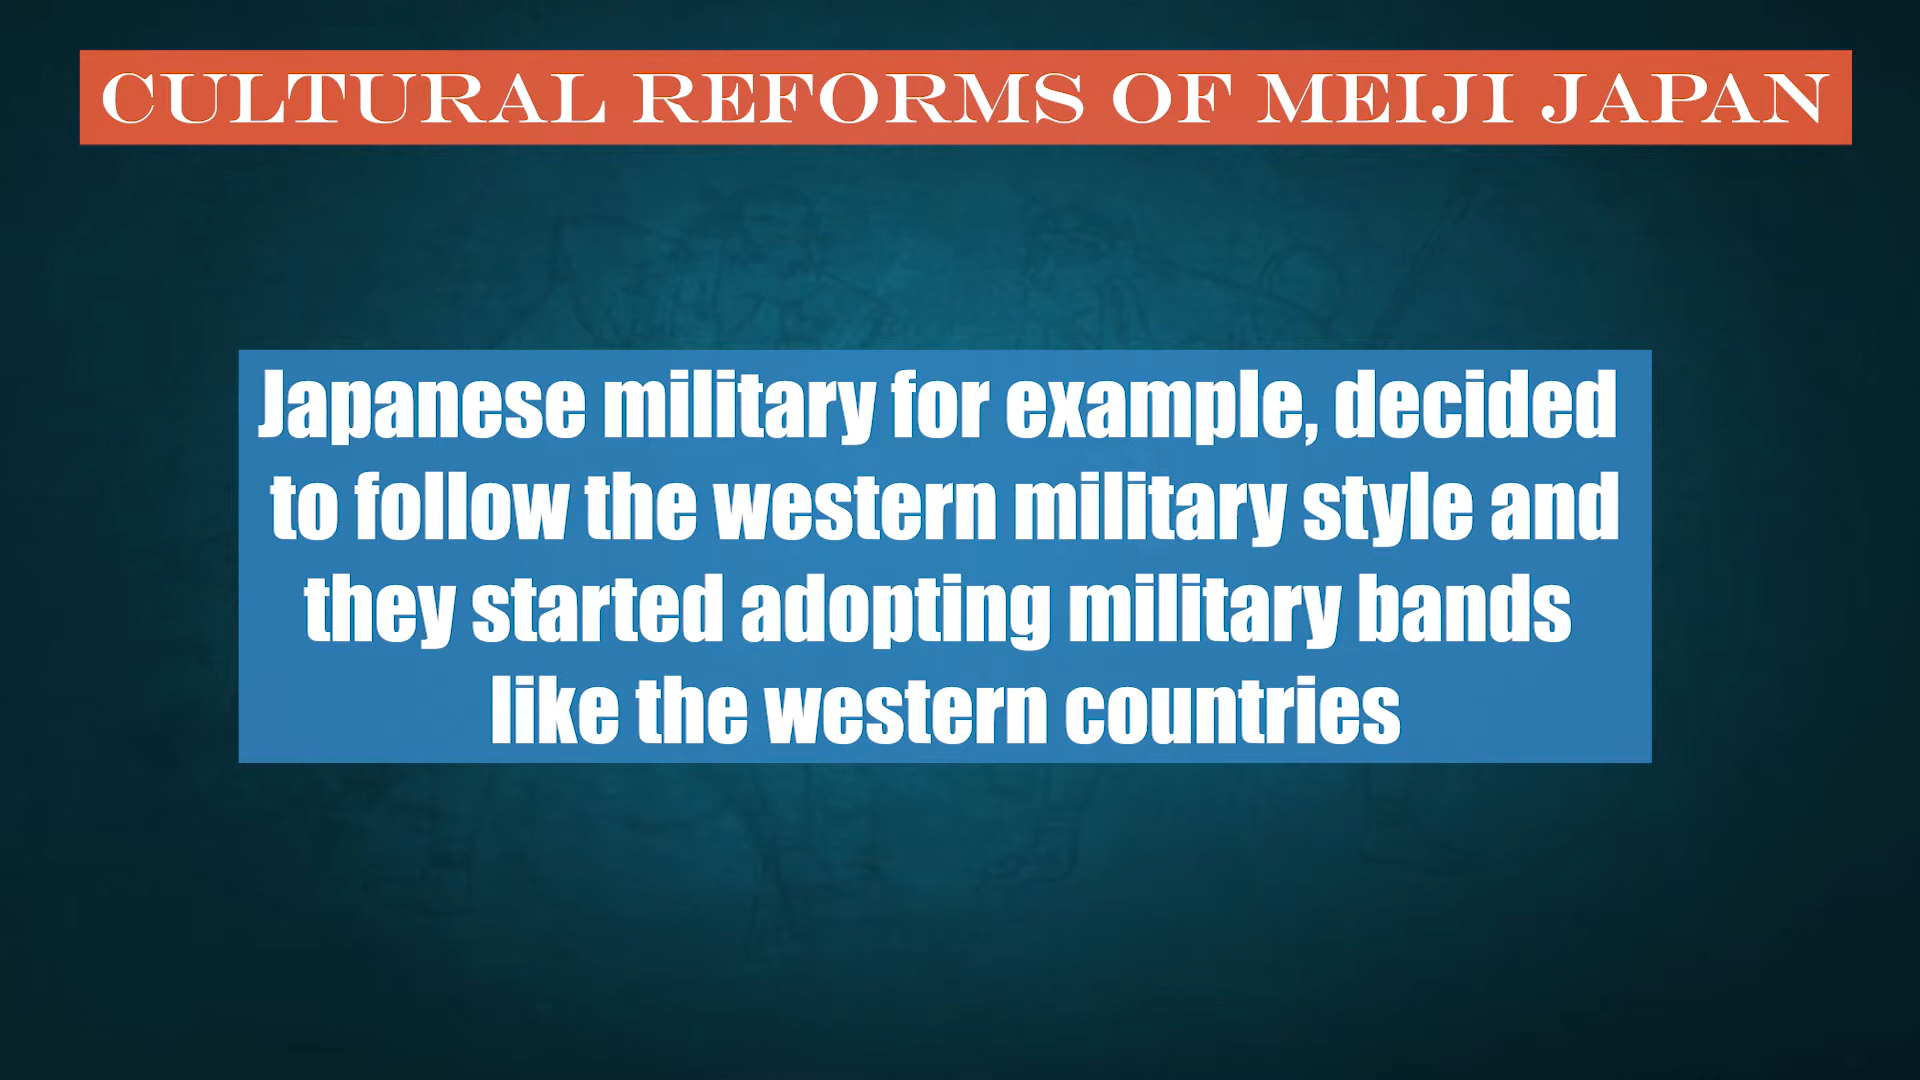 CULTURAL REFORMS OF MEIJI JAPAN
Japanese military for example, decided
to follow the western military style and
they started adopting military bands
like the western countries